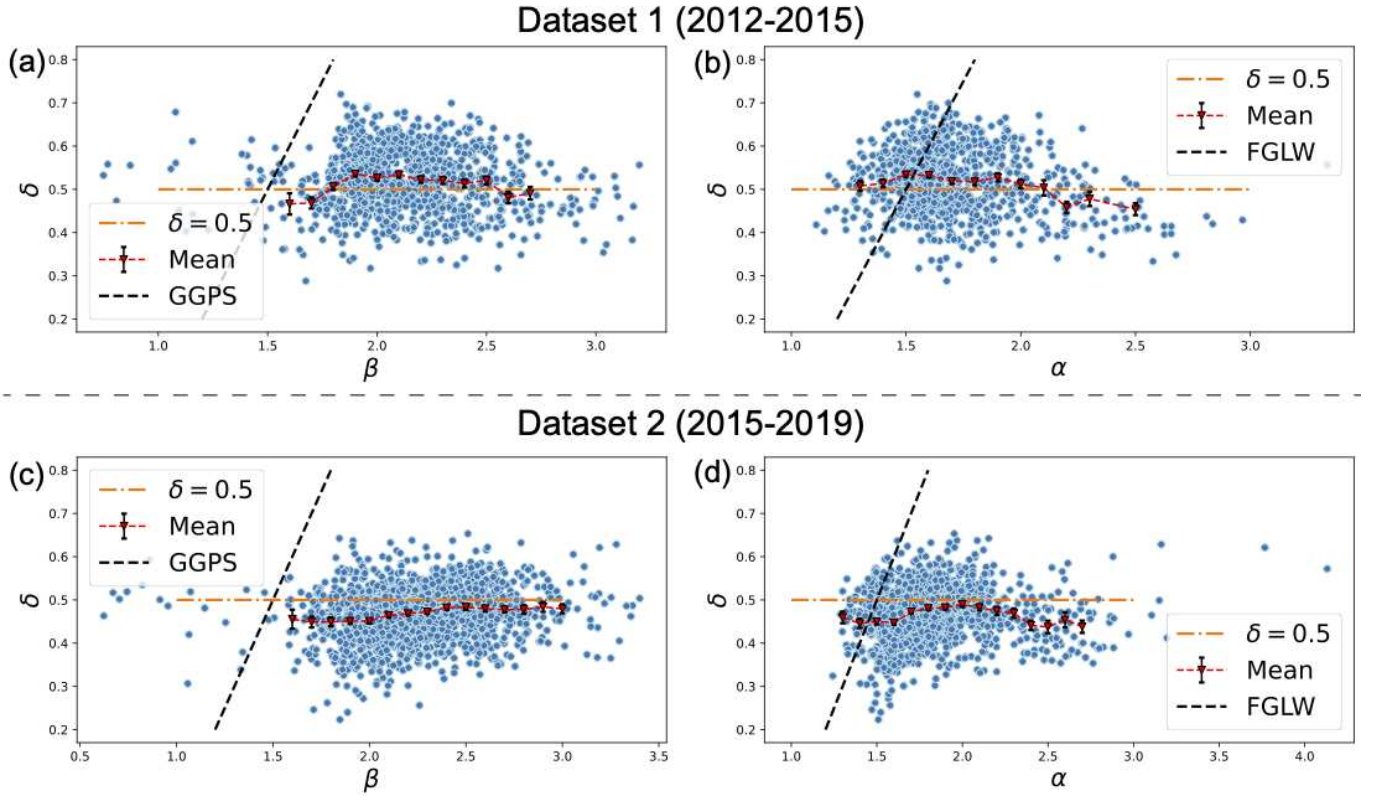 Dataset 1 (2012-2015)
(a)
0.8
0.7
0.6
0.5
0.4
0.3
0.2
δ
δ = 0.5
Mean
GGPS
1.0 1.5 2.0 2.5 3.0
β
(b)
0.8
0.7
0.6
0.5
0.4
0.3
0.2
δ
δ = 0.5
Mean
FGLW
1.0 1.5 2.0 2.5 3.0
α
Dataset 2 (2015-2019)
(c)
0.8
0.7
0.6
0.5
0.4
0.3
0.2
δ
δ = 0.5
Mean
GGPS
0.5 1.0 1.5 2.0 2.5 3.0 3.5
β
(d)
0.8
0.7
0.6
0.5
0.4
0.3
0.2
δ
δ = 0.5
Mean
FGLW
1.0 1.5 2.0 2.5 3.0 3.5 4.0
α